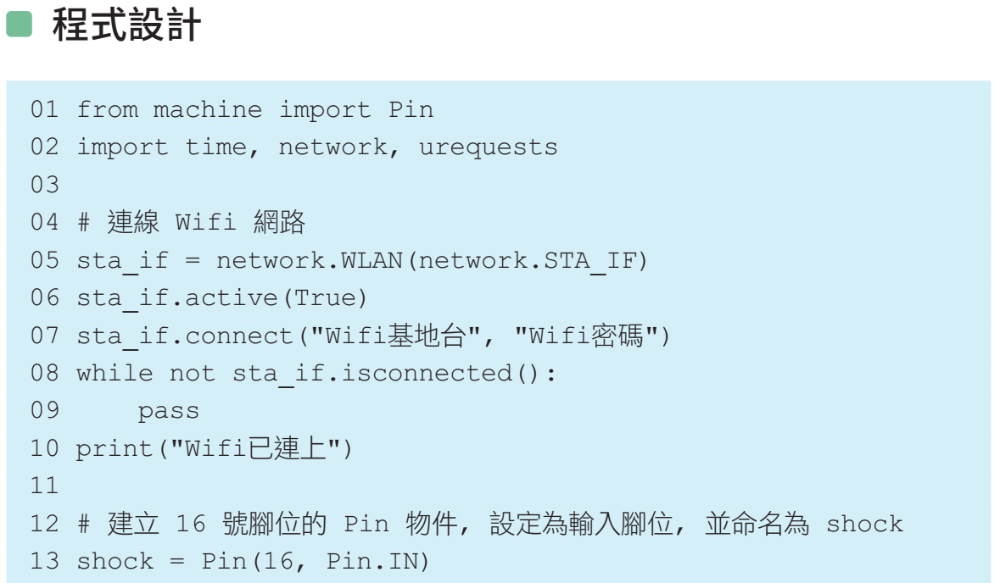 程式設計
01 from machine import Pin
02 import time, network, urequests
03
04 # 連線 Wifi 網路
05 sta_if = network.WLAN(network.STA_IF)
06 sta_if.active(True)
07 sta_if.connect("Wifi基地台", "Wifi密碼")
08 while not sta_if.isconnected():
09     pass
10 print("Wifi已連上")
11
12 # 建立 16 號腳位的 Pin 物件, 設定為輸入腳位, 並命名為 shock
13 shock = Pin(16, Pin.IN)